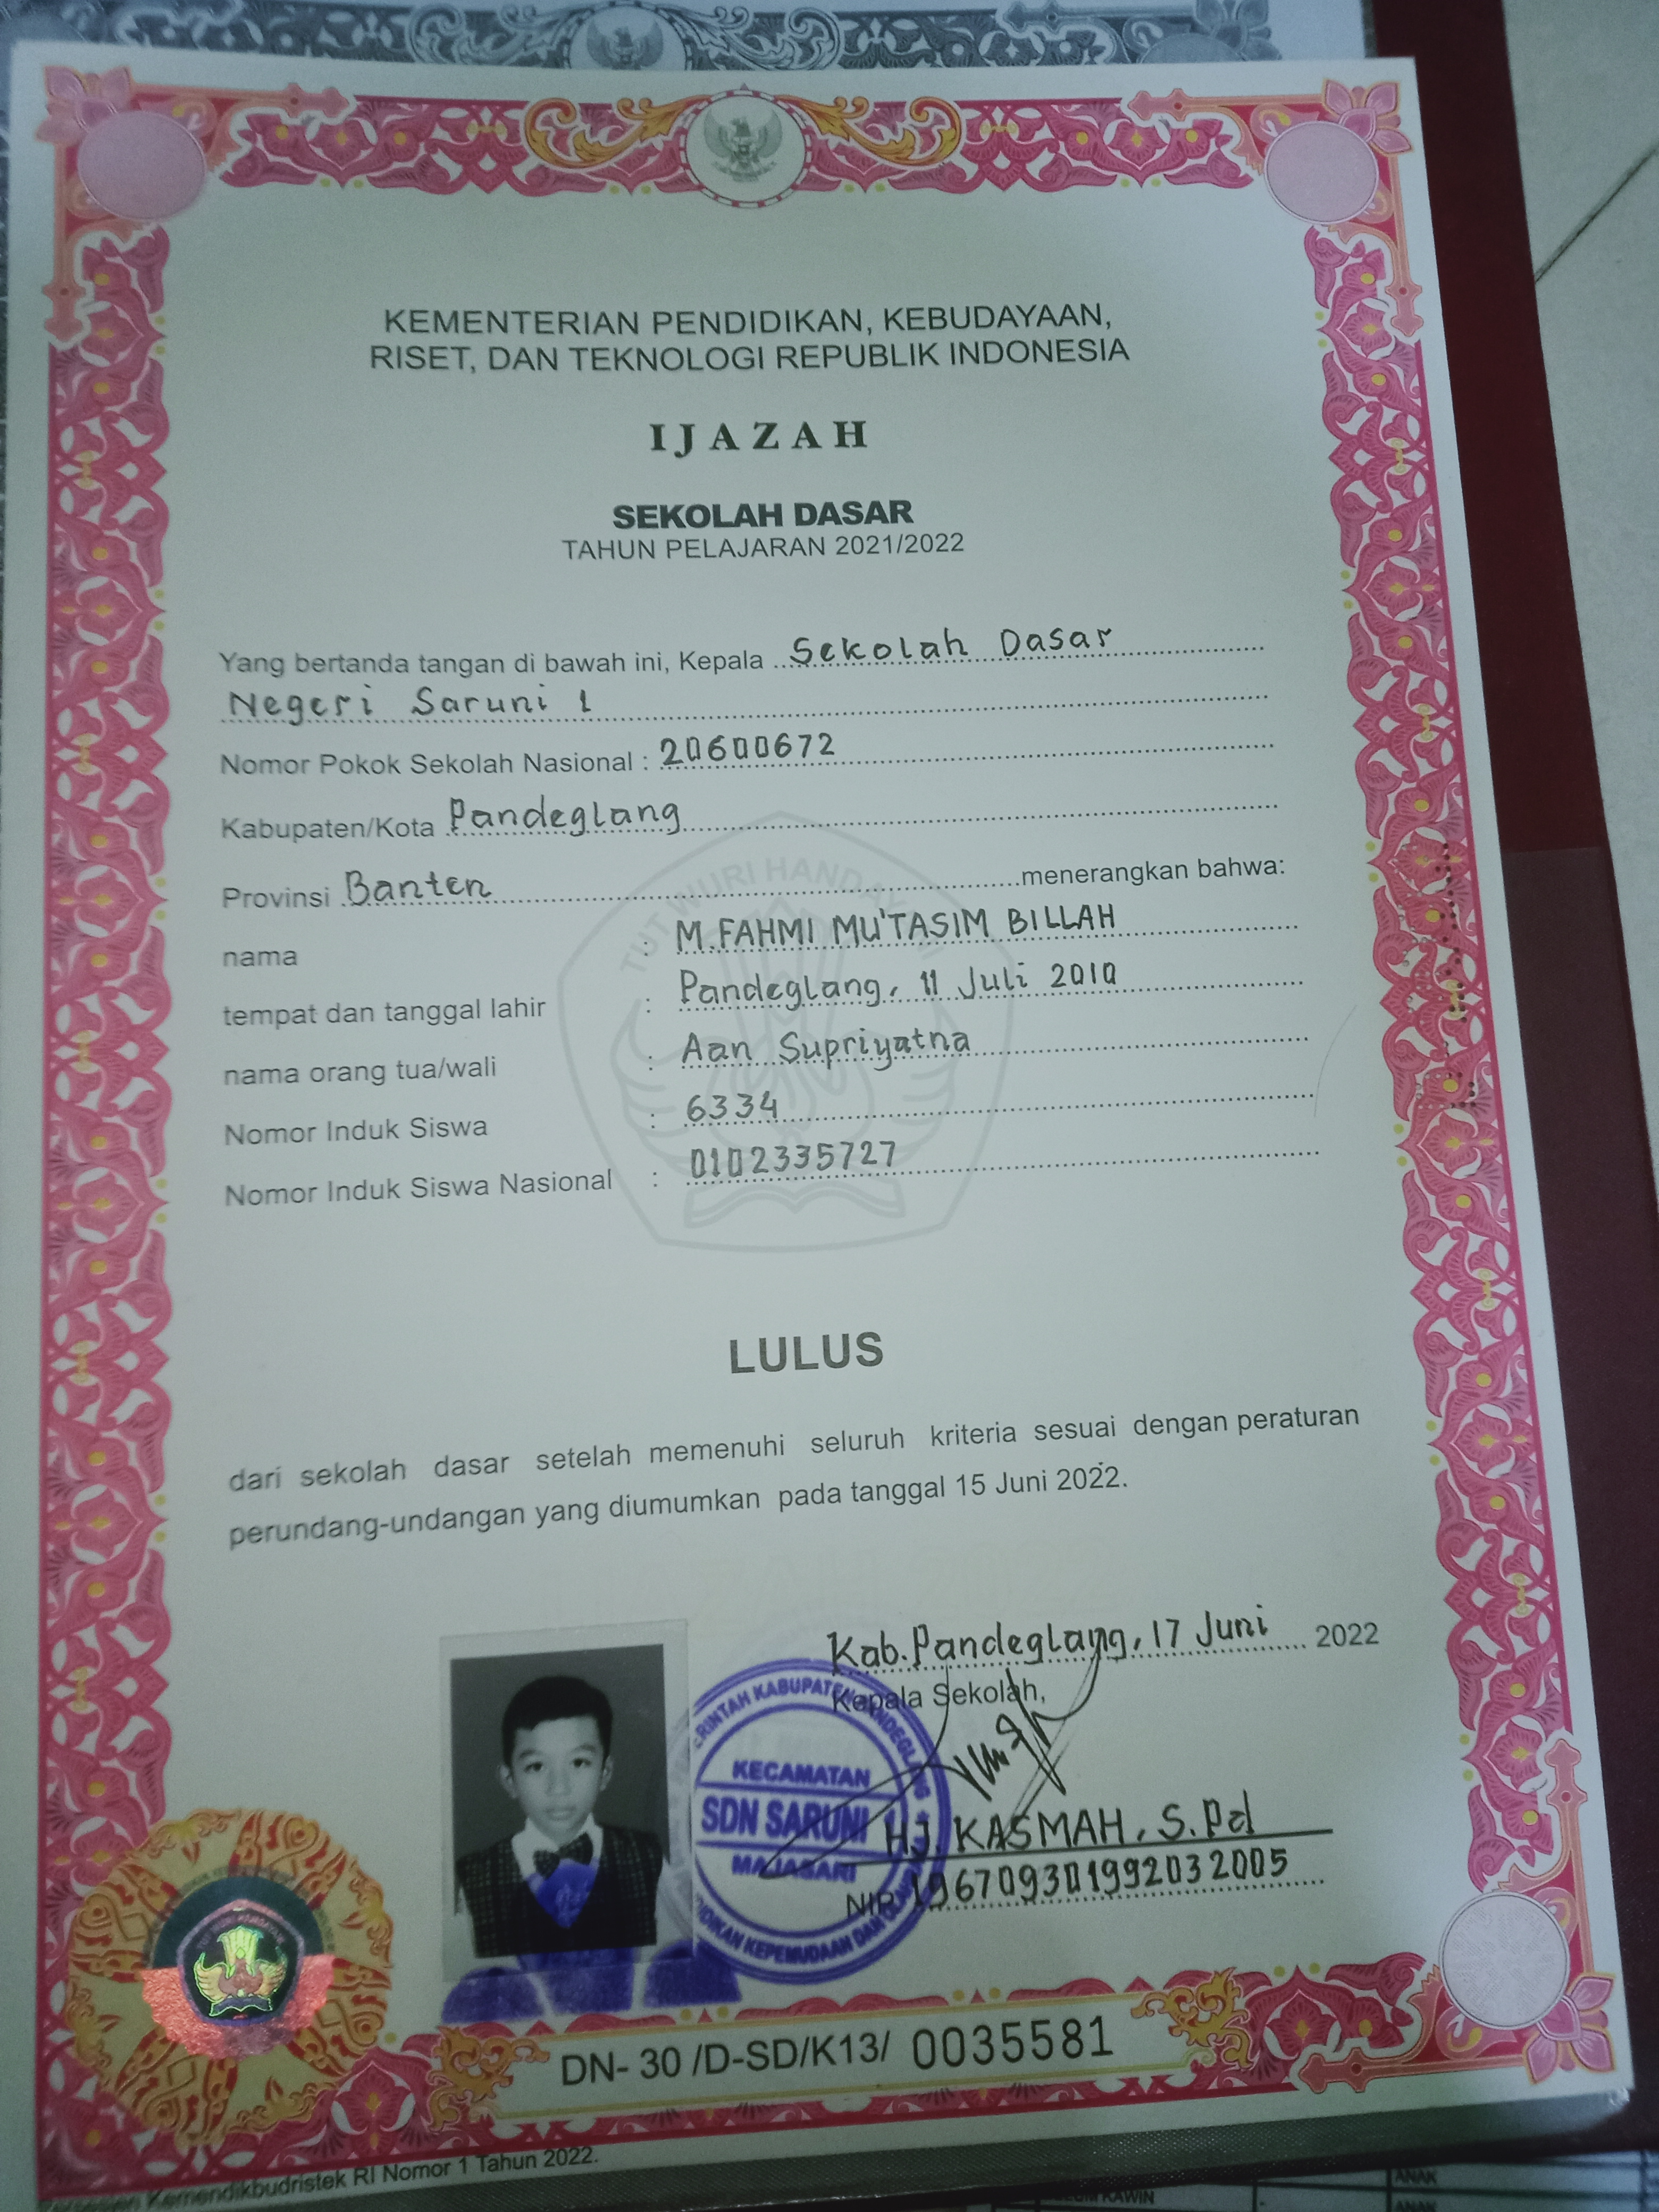 KEMENTERIAN PENDIDIKAN, KEBUDAYAAN,
RISET, DAN TEKNOLOGI REPUBLIK INDONESIA
IJAZAH
SEKOLAH DASAR
TAHUN PELAJARAN 2021/2022
Yang bertanda tangan di bawah ini, Kepala Sekolah Dasar
Negeri Saruni 1
Nomor Pokok Sekolah Nasional : 20600672
Kabupaten/Kota Pandeglang
Provinsi Banten menerangkan bahwa:
TUT WURI HANDAYANI
nama : M.FAHMI MU'TASIM BILLAH
tempat dan tanggal lahir : Pandeglang, 11 Juli 2010
nama orang tua/wali : Aan Supriyatna
Nomor Induk Siswa : 6334
Nomor Induk Siswa Nasional : 0102335727
LULUS
dari sekolah dasar setelah memenuhi seluruh kriteria sesuai dengan peraturan
perundang-undangan yang diumumkan pada tanggal 15 Juni 2022.
Kab.Pandeglang, 17 Juni 2022
Kepala Sekolah,
KABUPATEN PANDEGLANG
KECAMATAN
SDN SARUNI
MAJASARI
KEPEMUDAAN DAN
HJ. KASMAH, S.Pd
NIP 196709301992032005
DN- 30 /D-SD/K13/ 0035581
Kemendikbudristek RI Nomor 1 Tahun 2022.
KAWIN
ANAK
ANAK